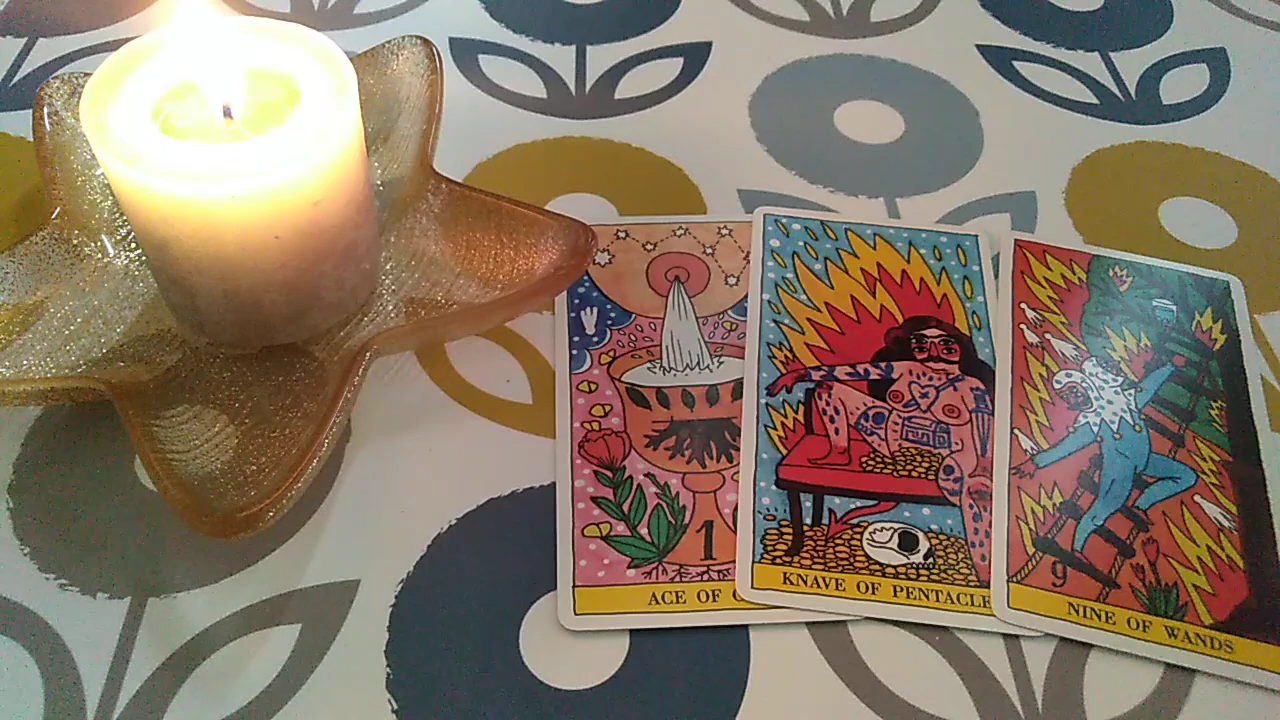 1
ACE OF C
KNAVE OF PENTACLE
9
NINE OF WANDS